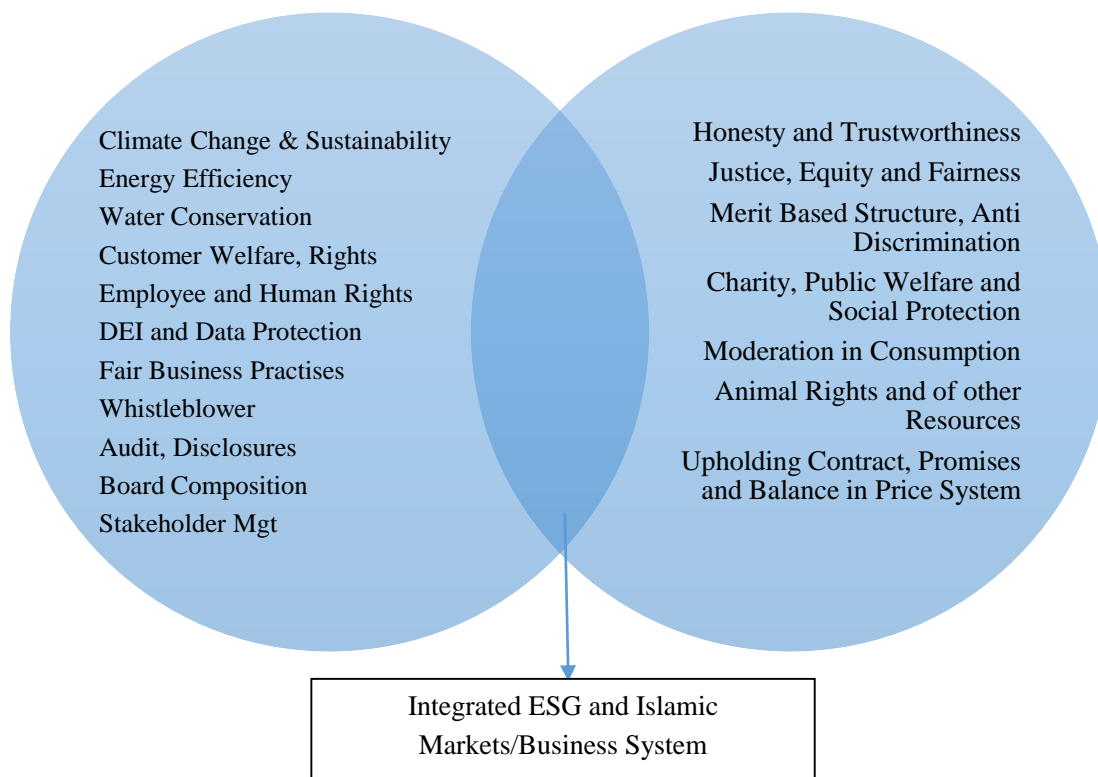 Climate Change & Sustainability
Energy Efficiency
Water Conservation
Customer Welfare, Rights
Employee and Human Rights
DEI and Data Protection
Fair Business Practises
Whistleblower
Audit, Disclosures
Board Composition
Stakeholder Mgt
Honesty and Trustworthiness
Justice, Equity and Fairness
Merit Based Structure, Anti
Discrimination
Charity, Public Welfare and
Social Protection
Moderation in Consumption
Animal Rights and of other
Resources
Upholding Contract, Promises
and Balance in Price System
Integrated ESG and Islamic
Markets/Business System